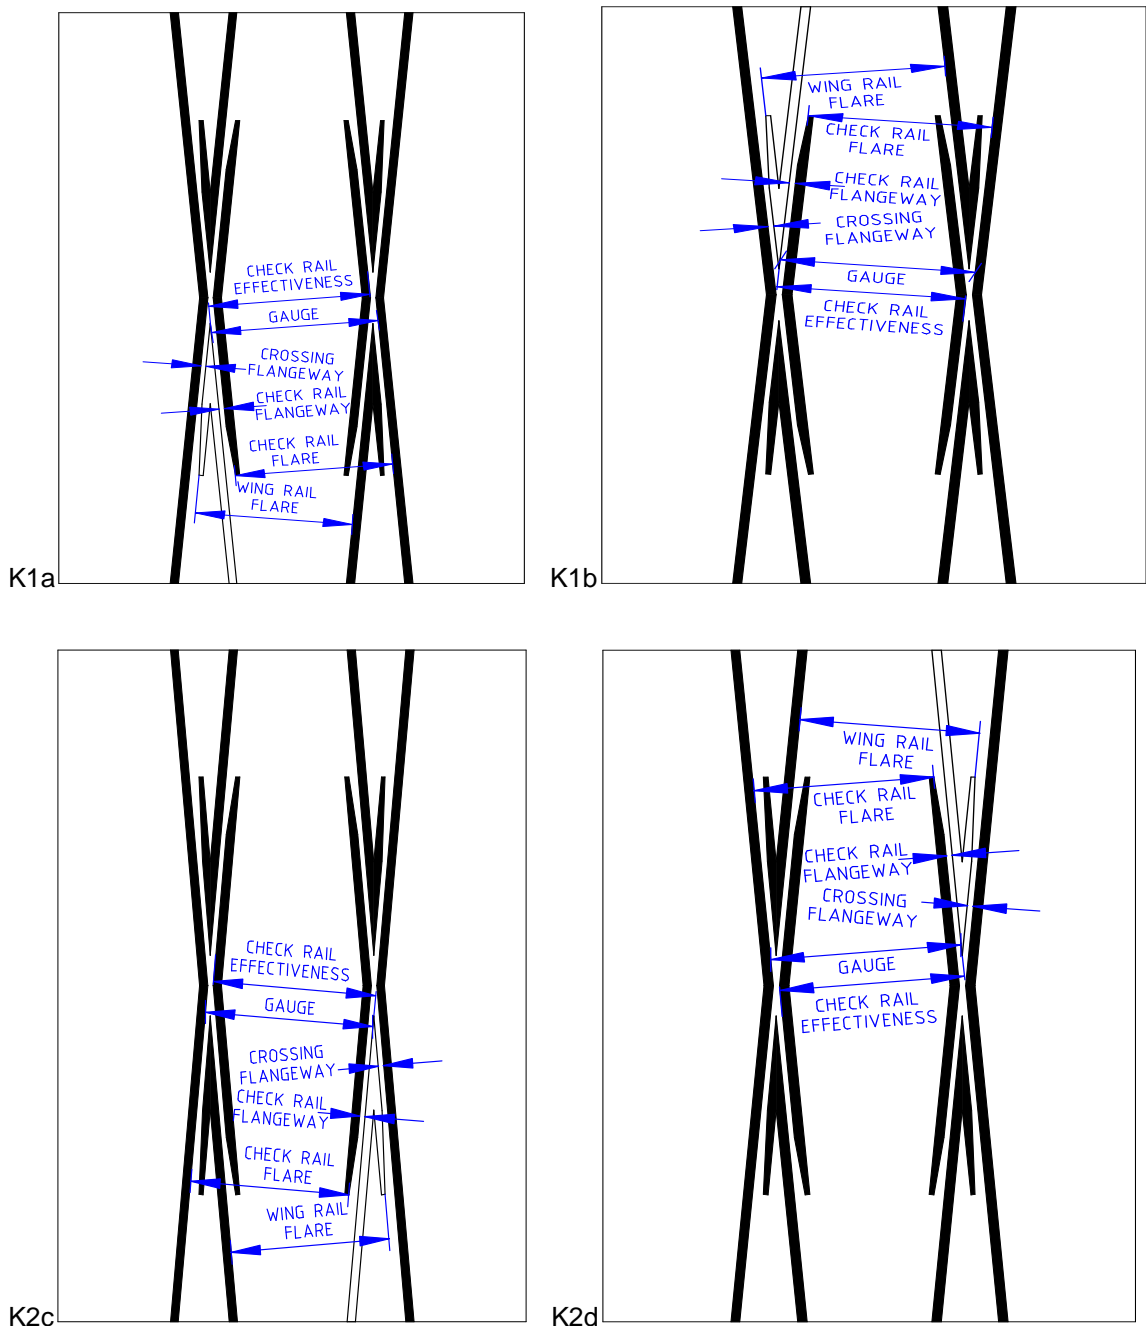 CHECK RAIL
EFFECTIVENESS
GAUGE
CROSSING
FLANGEWAY
CHECK RAIL
FLANGEWAY
CHECK RAIL
FLARE
WING RAIL
FLARE
K1a
WING RAIL
FLARE
CHECK RAIL
FLARE
CHECK RAIL
FLANGEWAY
CROSSING
FLANGEWAY
GAUGE
CHECK RAIL
EFFECTIVENESS
K1b
CHECK RAIL
EFFECTIVENESS
GAUGE
CROSSING
FLANGEWAY
CHECK RAIL
FLANGEWAY
CHECK RAIL
FLARE
WING RAIL
FLARE
K2c
WING RAIL
FLARE
CHECK RAIL
FLARE
CHECK RAIL
FLANGEWAY
CROSSING
FLANGEWAY
GAUGE
CHECK RAIL
EFFECTIVENESS
K2d